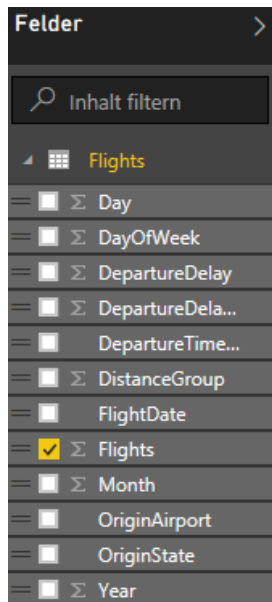 Felder
Inhalt filtern
Flights
Σ Day
Σ DayOfWeek
Σ DepartureDelay
Σ DepartureDela...
DepartureTime...
Σ DistanceGroup
FlightDate
Σ Flights
Σ Month
OriginAirport
OriginState
Σ Year